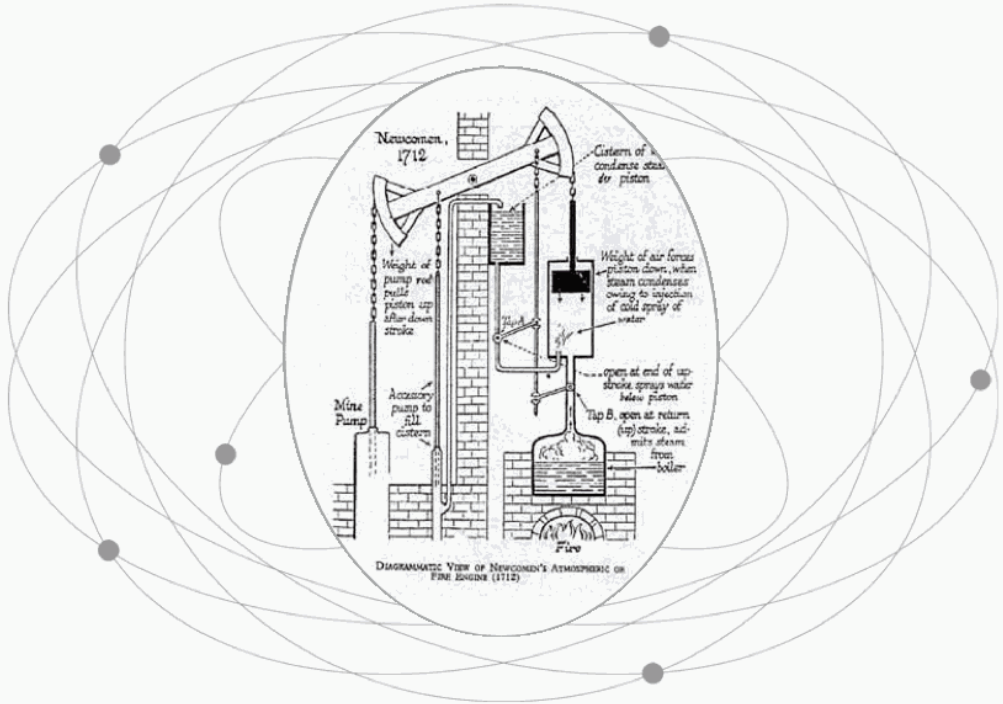 Newcomen,
1712
Cistern of
condense stea
der piston
Weight of
pump rod
pulls
piston up
after down
stroke
Weight of air forces
piston down, when
steam condenses
owing to injection
of cold spray of
water
Tap A
open at end of up-
stroke, sprays water
below piston
Accessory
pump to
fill
cistern
Mine
Pump
Tap B, open at return
(up) stroke, ad-
mits steam
from
boiler
Fire
DIAGRAMMATIC VIEW OF NEWCOMEN'S ATMOSPHERIC OR
FIRE ENGINE (1712)